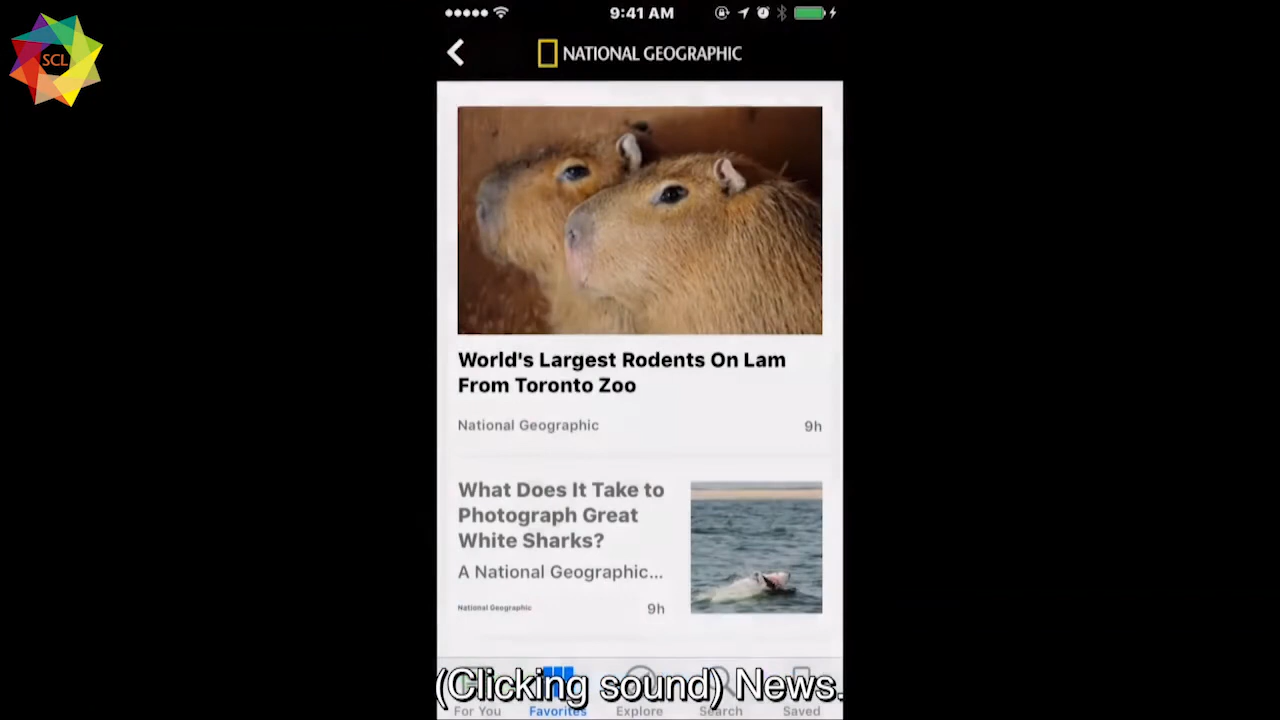 SCL
9:41 AM
NATIONAL GEOGRAPHIC
World's Largest Rodents On Lam
From Toronto Zoo
National Geographic
9h
What Does It Take to
Photograph Great
White Sharks?
A National Geographic...
National Geographic
9h
(Clicking sound) News.
For You
Favorites
Explore
Search
Saved